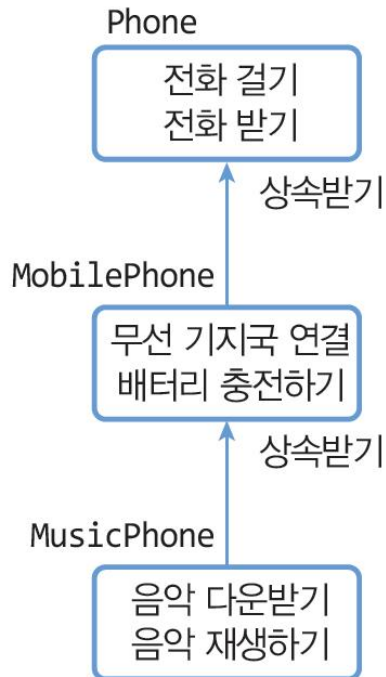 Phone
전화 걸기
전화 받기
상속받기
MobilePhone
무선 기지국 연결
배터리 충전하기
상속받기
MusicPhone
음악 다운받기
음악 재생하기